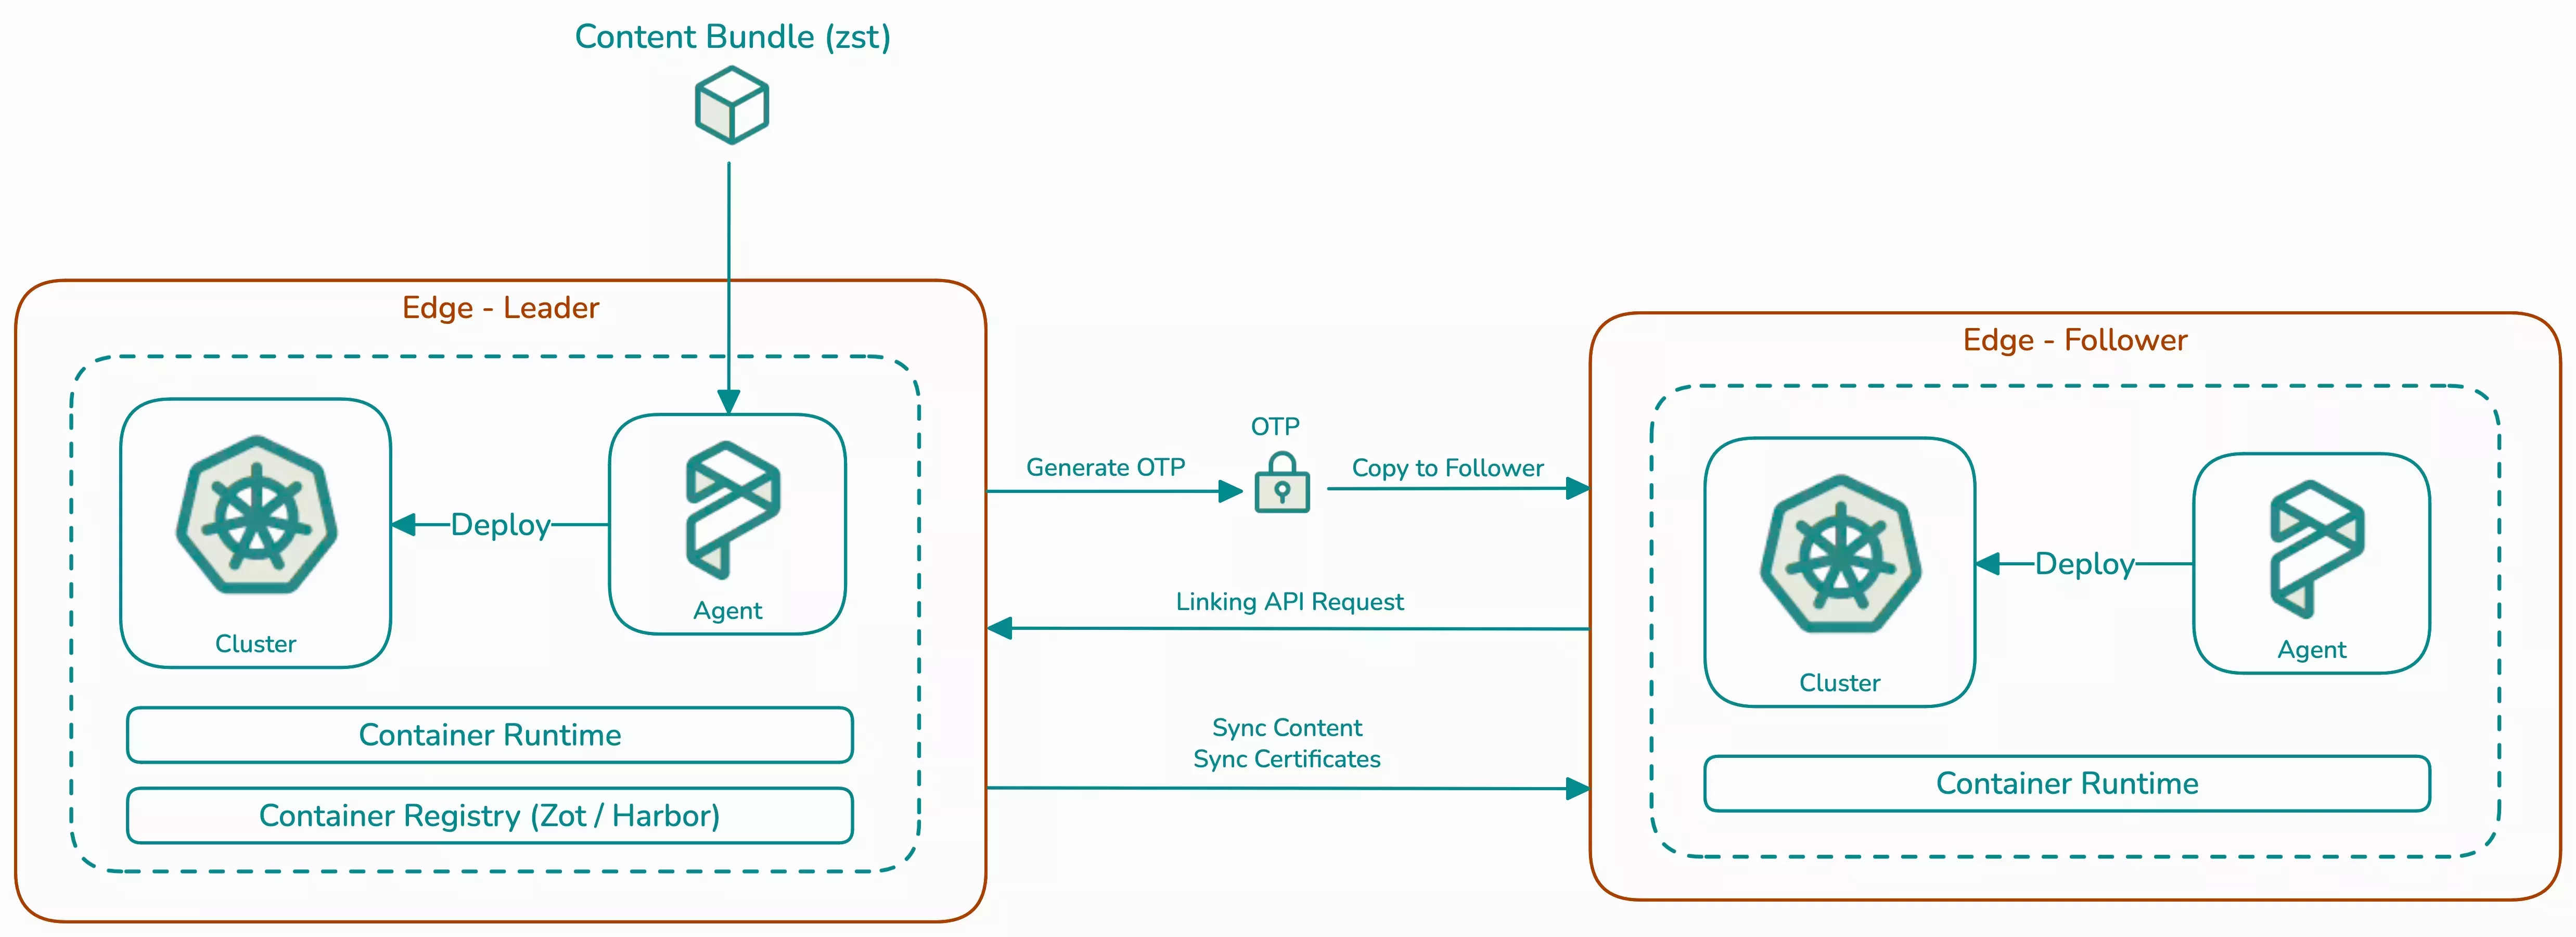 Content Bundle (zst)
Edge - Leader
Deploy
Agent
Cluster
Container Runtime
Container Registry (Zot / Harbor)
OTP
Generate OTP
Copy to Follower
Linking API Request
Sync Content
Sync Certificates
Edge - Follower
Deploy
Agent
Cluster
Container Runtime